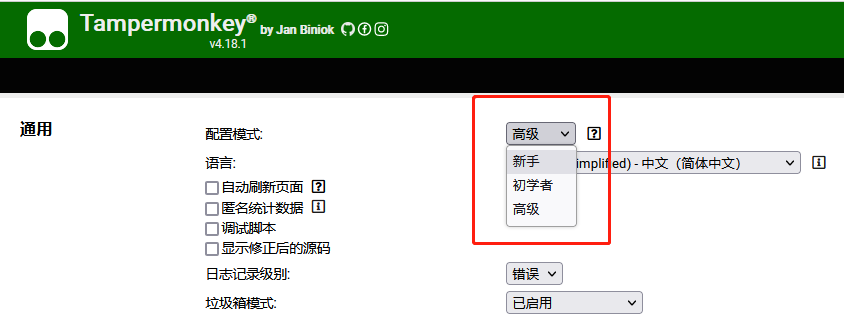 Tampermonkey® by Jan Biniok
v4.18.1
通用
配置模式: 高级 ?
新手
初学者
高级
语言: implified) - 中文（简体中文） i
自动刷新页面 ?
匿名统计数据 i
调试脚本
显示修正后的源码
日志记录级别: 错误
垃圾箱模式: 已启用